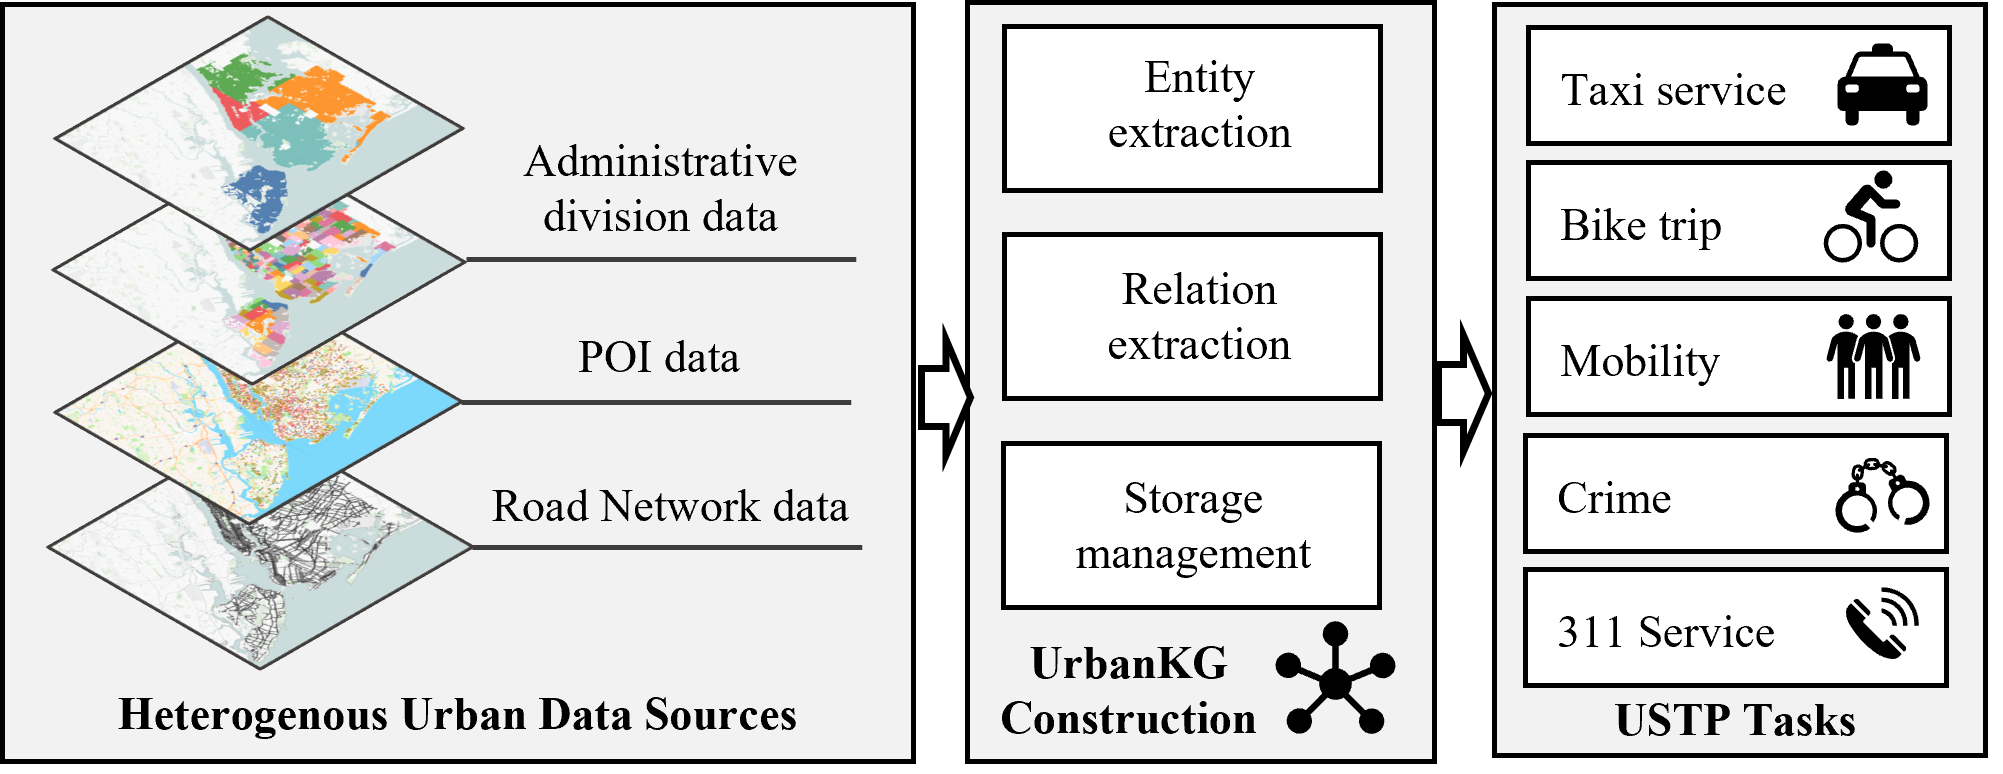 Administrative
division data
POI data
Road Network data
Heterogenous Urban Data Sources
Entity
extraction
Relation
extraction
Storage
management
UrbanKG
Construction
Taxi service
Bike trip
Mobility
Crime
311 Service
USTP Tasks